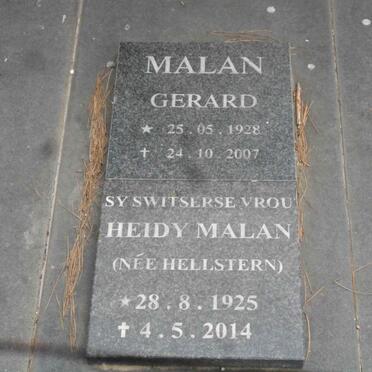 MALAN
GERARD
★ 25 . 05 . 1928
✝ 24 . 10 . 2007
SY SWITSERSE VROU
HEIDY MALAN
(NÉE HELLSTERN)
★ 28 . 8 . 1925
✝ 4 . 5 . 2014